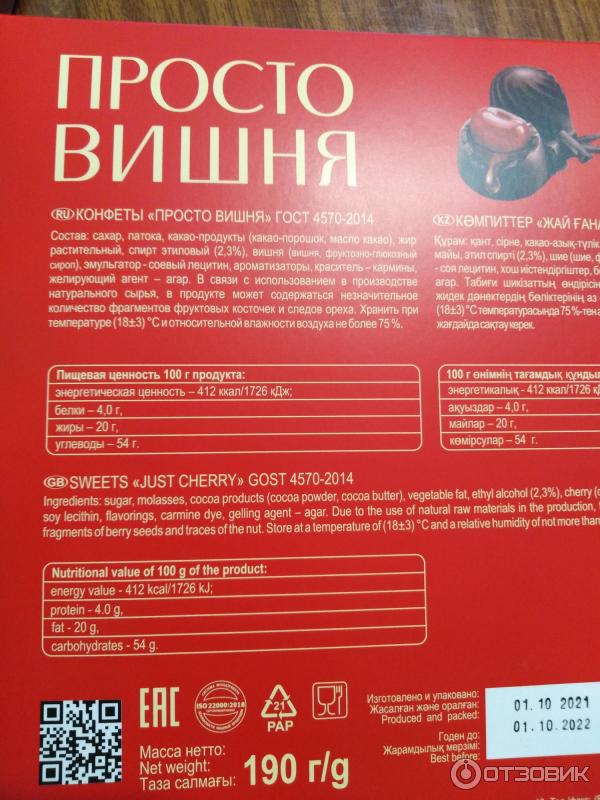 ПРОСТО
ВИШНЯ
RU КОНФЕТЫ «ПРОСТО ВИШНЯ» ГОСТ 4570-2014
Состав: сахар, патока, какао-продукты (какао-порошок, масло какао), жир
растительный, спирт этиловый (2,3%), вишня (вишня, фруктозно-глюкозный
сироп), эмульгатор - соевый лецитин, ароматизаторы, краситель – кармины,
желирующий агент – агар. В связи с использованием в производстве
натурального сырья, в продукте может содержаться незначительное
количество фрагментов фруктовых косточек и следов ореха. Хранить при
температуре (18±3) °С и относительной влажности воздуха не более 75 %.
KZ КӘМПИТТЕР «ЖАЙ ҒАНА
Құрам: қант, сірне, какао-азық-түлік
майы, этил спирті (2,3%), шие (шие, ф
- соя лецитин, хош иістендіргіштер, б
агар. Табиғи шикізаттың өндірісін
жидек дәнектердің бөліктерінің аз
(18±3) °С температурасында 75%-тен а
жағдайда сақтау керек.
Пищевая ценность 100 г продукта:
энергетическая ценность – 412 ккал/1726 кДж;
белки – 4,0 г,
жиры – 20 г,
углеводы – 54 г.
100 г өнімнің тағамдық құндыл
энергетикалық - 412 ккал/1726 кД
ақуыздар – 4,0 г,
майлар – 20 г,
көмірсулар – 54 г.
GB SWEETS «JUST CHERRY» GOST 4570-2014
Ingredients: sugar, molasses, cocoa products (cocoa powder, cocoa butter), vegetable fat, ethyl alcohol (2,3%), cherry (c
soy lecithin, flavorings, carmine dye, gelling agent – agar. Due to the use of natural raw materials in the production, t
fragments of berry seeds and traces of the nut. Store at a temperature of (18±3) °C and a relative humidity of not more than
Nutritional value of 100 g of the product:
energy value - 412 kcal/1726 kJ;
protein - 4.0 g,
fat - 20 g,
carbohydrates - 54 g.
EAC
ISO 22000:2018
21
PAP
Масса нетто:
Net weight:
Таза салмағы:
190 г/g
Изготовлено и упаковано:
Жасалған және оралған:
Produced and packed:
Годен до:
Жарамдылық мерзімі:
Best before:
01.10 2021
01.10.2022
ОТЗОВИК